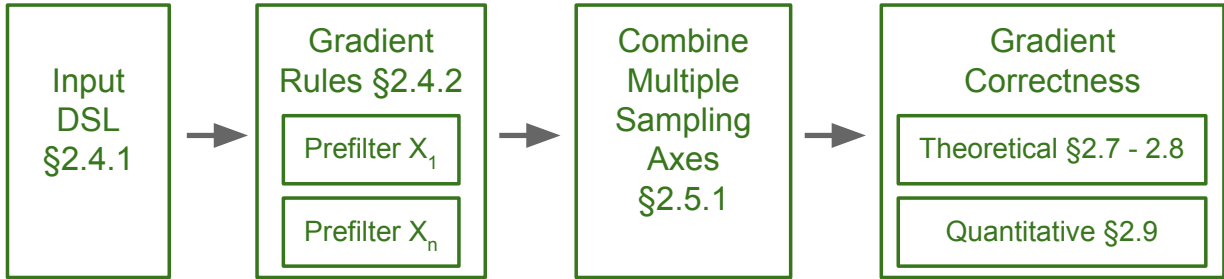 Input
DSL
§2.4.1
Gradient
Rules §2.4.2
Prefilter X₁
Prefilter Xₙ
Combine
Multiple
Sampling
Axes
§2.5.1
Gradient
Correctness
Theoretical §2.7 - 2.8
Quantitative §2.9